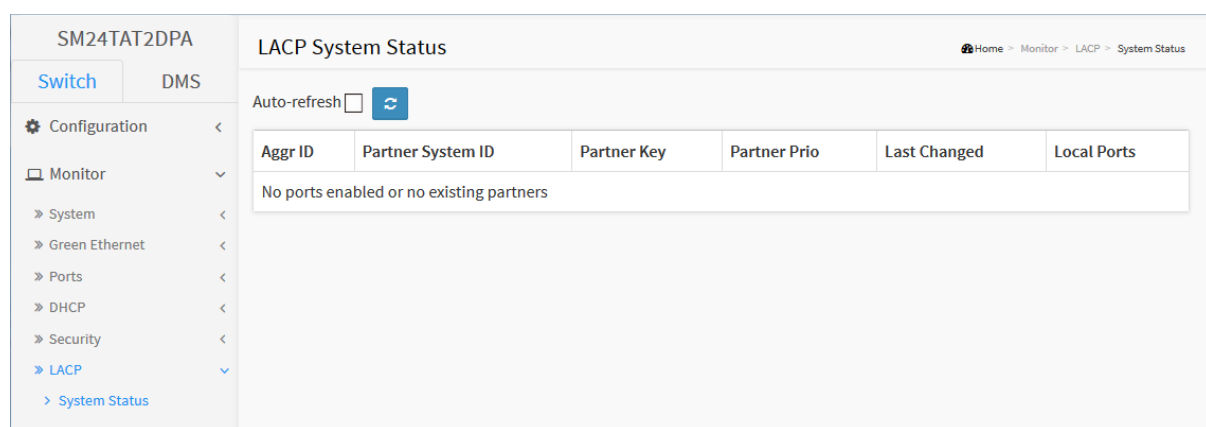 SM24TAT2DPA
Switch
DMS
Configuration
Monitor
» System
» Green Ethernet
» Ports
» DHCP
» Security
» LACP
> System Status
LACP System Status
Home > Monitor > LACP > System Status
Auto-refresh
Aggr ID Partner System ID Partner Key Partner Prio Last Changed Local Ports
No ports enabled or no existing partners